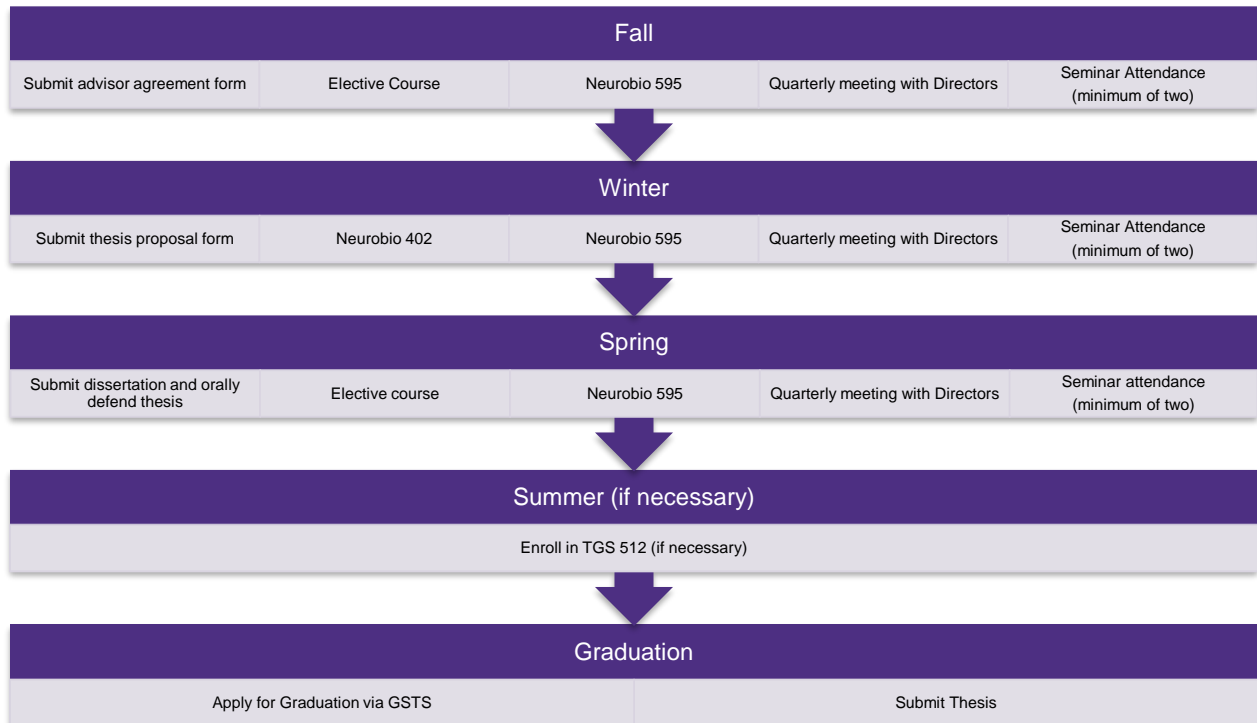 Fall
Submit advisor agreement form
Elective Course
Neurobio 595
Quarterly meeting with Directors
Seminar Attendance
(minimum of two)
Winter
Submit thesis proposal form
Neurobio 402
Neurobio 595
Quarterly meeting with Directors
Seminar Attendance
(minimum of two)
Spring
Submit dissertation and orally
defend thesis
Elective course
Neurobio 595
Quarterly meeting with Directors
Seminar attendance
(minimum of two)
Summer (if necessary)
Enroll in TGS 512 (if necessary)
Graduation
Apply for Graduation via GSTS
Submit Thesis